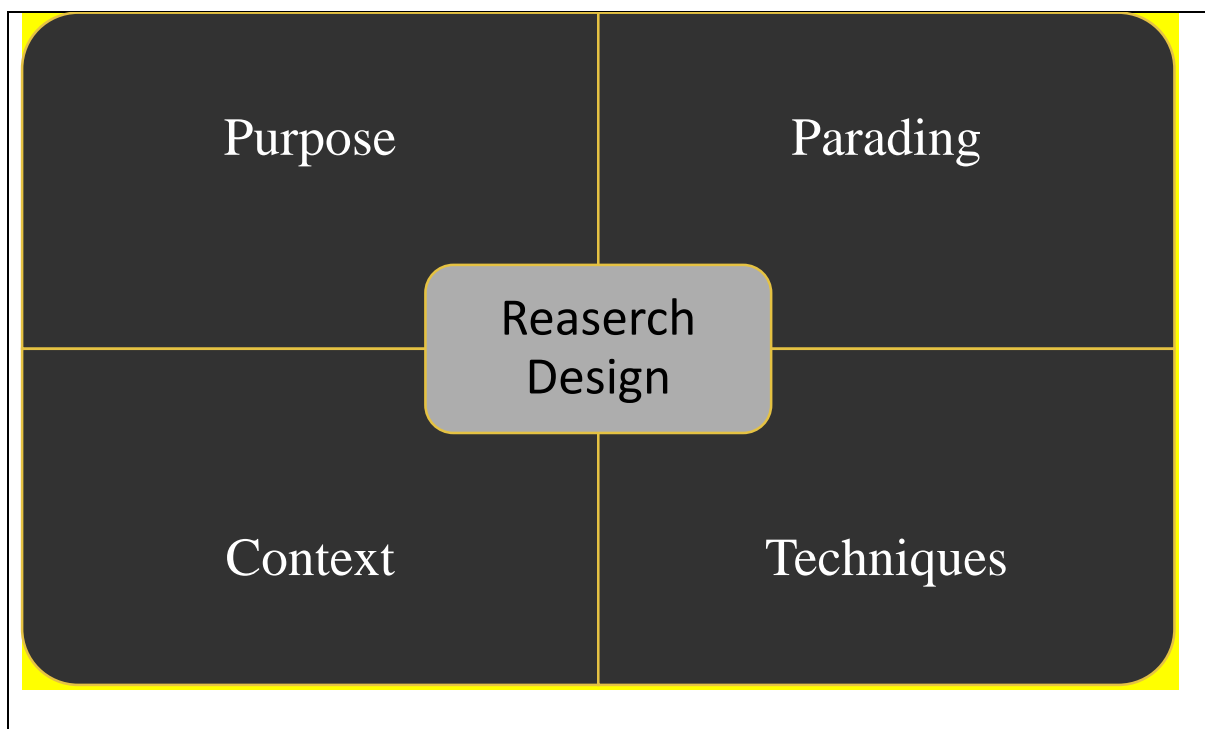 Purpose
Parading
Reaserch
Design
Context
Techniques